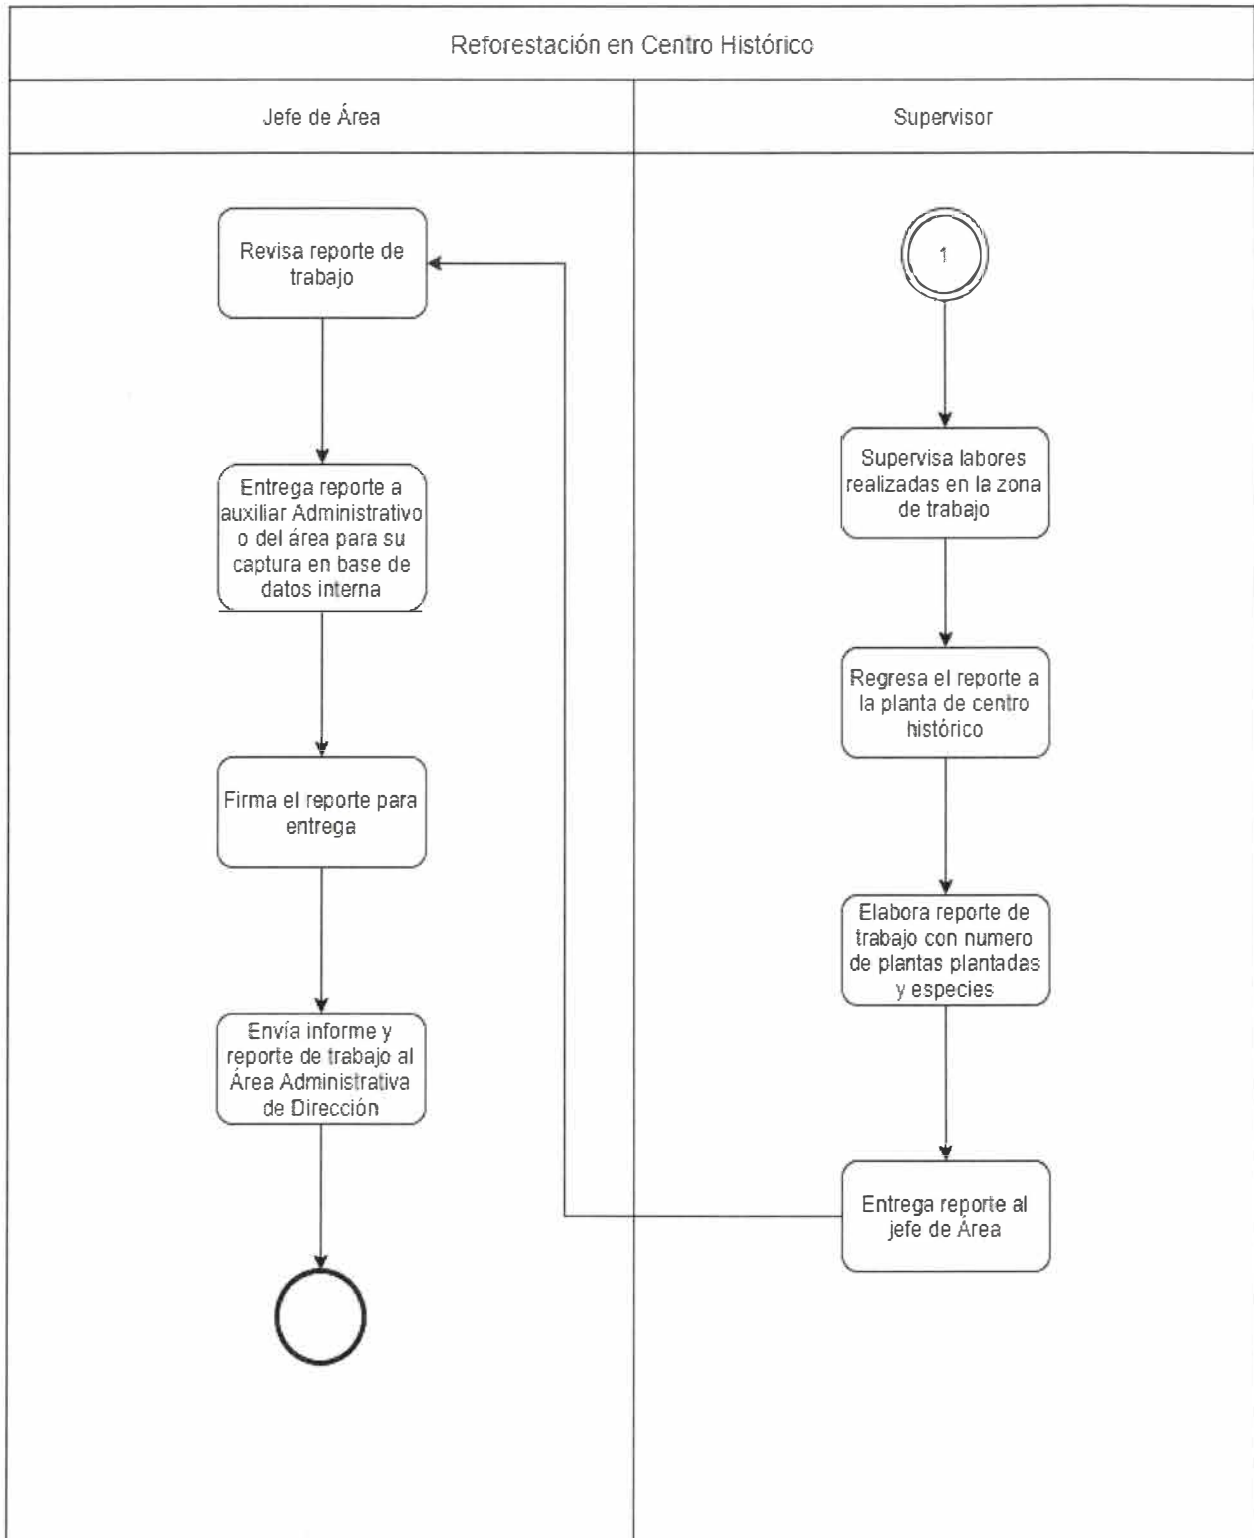 Reforestación en Centro Histórico
Jefe de Área
Supervisor
Revisa reporte de
trabajo
Entrega reporte a
auxiliar Administrativo
o del área para su
captura en base de
datos interna
Firma el reporte para
entrega
Envía informe y
reporte de trabajo al
Área Administrativa
de Dirección
1
Supervisa labores
realizadas en la zona
de trabajo
Regresa el reporte a
la planta de centro
histórico
Elabora reporte de
trabajo con numero
de plantas plantadas
y especies
Entrega reporte al
jefe de Área